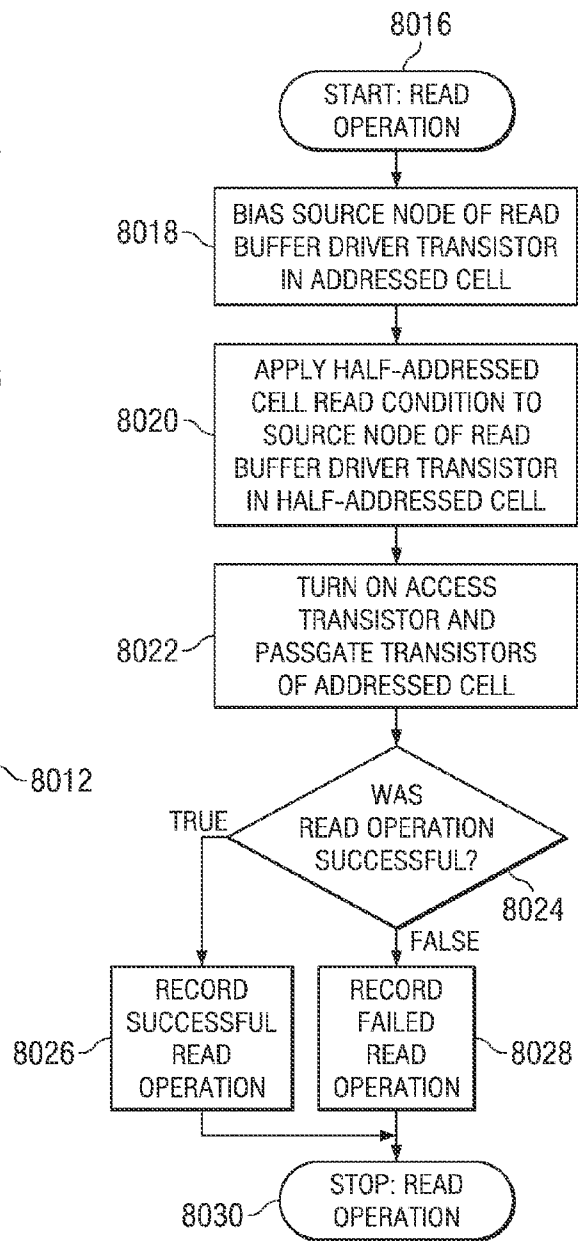 8016
START: READ
OPERATION
8018
BIAS SOURCE NODE OF READ
BUFFER DRIVER TRANSISTOR
IN ADDRESSED CELL
8020
APPLY HALF-ADDRESSED
CELL READ CONDITION TO
SOURCE NODE OF READ
BUFFER DRIVER TRANSISTOR
IN HALF-ADDRESSED CELL
8022
TURN ON ACCESS
TRANSISTOR AND
PASSGATE TRANSISTORS
OF ADDRESSED CELL
8012
TRUE
WAS
READ OPERATION
SUCCESSFUL?
8024
FALSE
8026
RECORD
SUCCESSFUL
READ
OPERATION
RECORD
FAILED
READ
OPERATION
8028
8030
STOP: READ
OPERATION